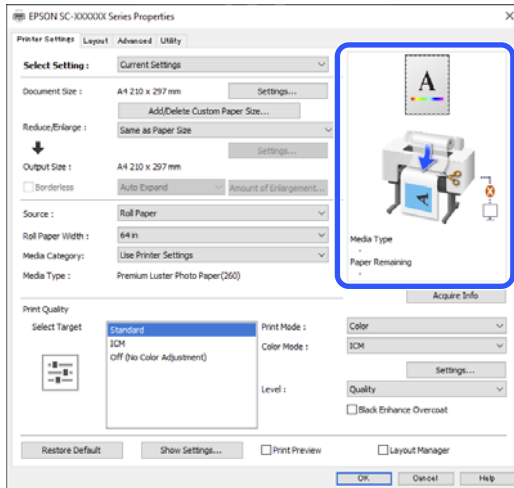 EPSON SC-XXXXXX Series Properties
Printer Settings Layout Advanced Utility
Select Setting : Current Settings
Document Size : A4 210 x 297 mm Settings...
Add/Delete Custom Paper Size...
Reduce/Enlarge : Same as Paper Size
Settings...
Output Size : A4 210 x 297 mm
Borderless Auto Expand Amount of Enlargement...
Source : Roll Paper
Roll Paper Width : 64 in
Media Category: Use Printer Settings
Media Type : Premium Luster Photo Paper(260)
A
Media Type
-
Paper Remaining
-
Acquire Info
Print Quality
Select Target
Standard
ICM
Off (No Color Adjustment)
Print Mode : Color
Color Mode : ICM
Settings...
Level : Quality
Black Enhance Overcoat
Restore Default Show Settings... Print Preview Layout Manager
OK Cancel Help